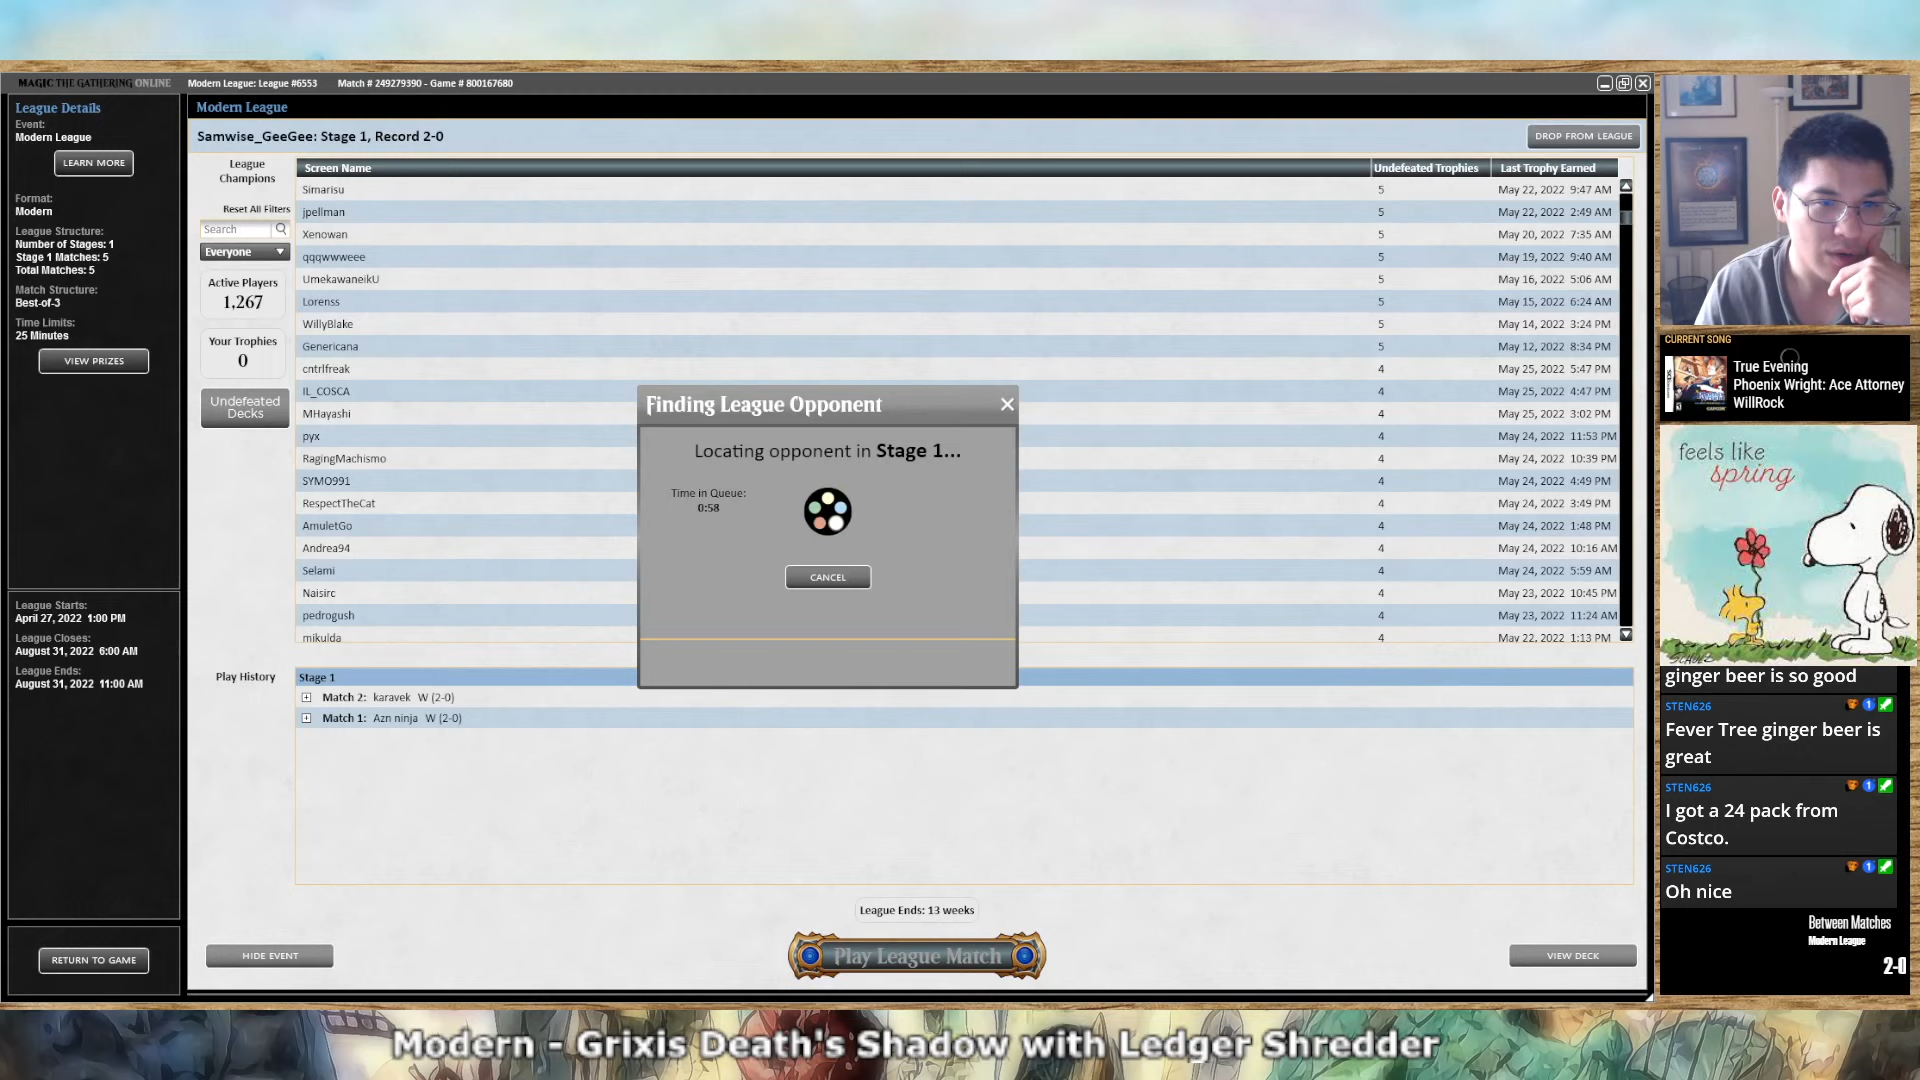 MAGIC THE GATHERING ONLINE
Modern League: League #6553
Match # 249279390 - Game # 800167680
League Details
Event:
Modern League
LEARN MORE
Format:
Modern
League Structure:
Number of Stages: 1
Stage 1 Matches: 5
Total Matches: 5
Match Structure:
Best-of-3
Time Limits:
25 Minutes
VIEW PRIZES
League Starts:
April 27, 2022 1:00 PM
League Closes:
August 31, 2022 6:00 AM
League Ends:
August 31, 2022 11:00 AM
RETURN TO GAME
Modern League
Samwise_GeeGee: Stage 1, Record 2-0
DROP FROM LEAGUE
League
Champions
Reset All Filters
Search
Everyone
Active Players
1,267
Your Trophies
0
Undefeated
Decks
Screen Name Undefeated Trophies Last Trophy Earned
Simarisu 5 May 22, 2022 9:47 AM
jpellman 5 May 22, 2022 2:49 AM
Xenowan 5 May 20, 2022 7:35 AM
qqqwwweee 5 May 19, 2022 9:40 AM
UmekawaneikU 5 May 16, 2022 5:06 AM
Lorenss 5 May 15, 2022 6:24 AM
WillyBlake 5 May 14, 2022 3:24 PM
Genericana 5 May 12, 2022 8:34 PM
cntrlfreak 4 May 25, 2022 5:47 PM
IL_COSCA 4 May 25, 2022 4:47 PM
MHayashi 4 May 25, 2022 3:02 PM
pyx 4 May 24, 2022 11:53 PM
RagingMachismo 4 May 24, 2022 10:39 PM
SYMO991 4 May 24, 2022 4:49 PM
RespectTheCat 4 May 24, 2022 3:49 PM
AmuletGo 4 May 24, 2022 1:48 PM
Andrea94 4 May 24, 2022 10:16 AM
Selami 4 May 24, 2022 5:59 AM
Naisirc 4 May 23, 2022 10:45 PM
pedrogush 4 May 23, 2022 11:24 AM
mikulda 4 May 22, 2022 1:13 PM
Finding League Opponent
Locating opponent in Stage 1...
Time in Queue:
0:58
CANCEL
Play History
Stage 1
Match 2: karavek W (2-0)
Match 1: Azn ninja W (2-0)
League Ends: 13 weeks
HIDE EVENT
Play League Match
VIEW DECK
CURRENT SONG
True Evening
Phoenix Wright: Ace Attorney
WillRock
feels like
spring
SCHULZ
ginger beer is so good
STEN626
Fever Tree ginger beer is
great
STEN626
I got a 24 pack from
Costco.
STEN626
Oh nice
Between Matches
Modern League
2-0
Modern - Grixis Death's Shadow with Ledger Shredder